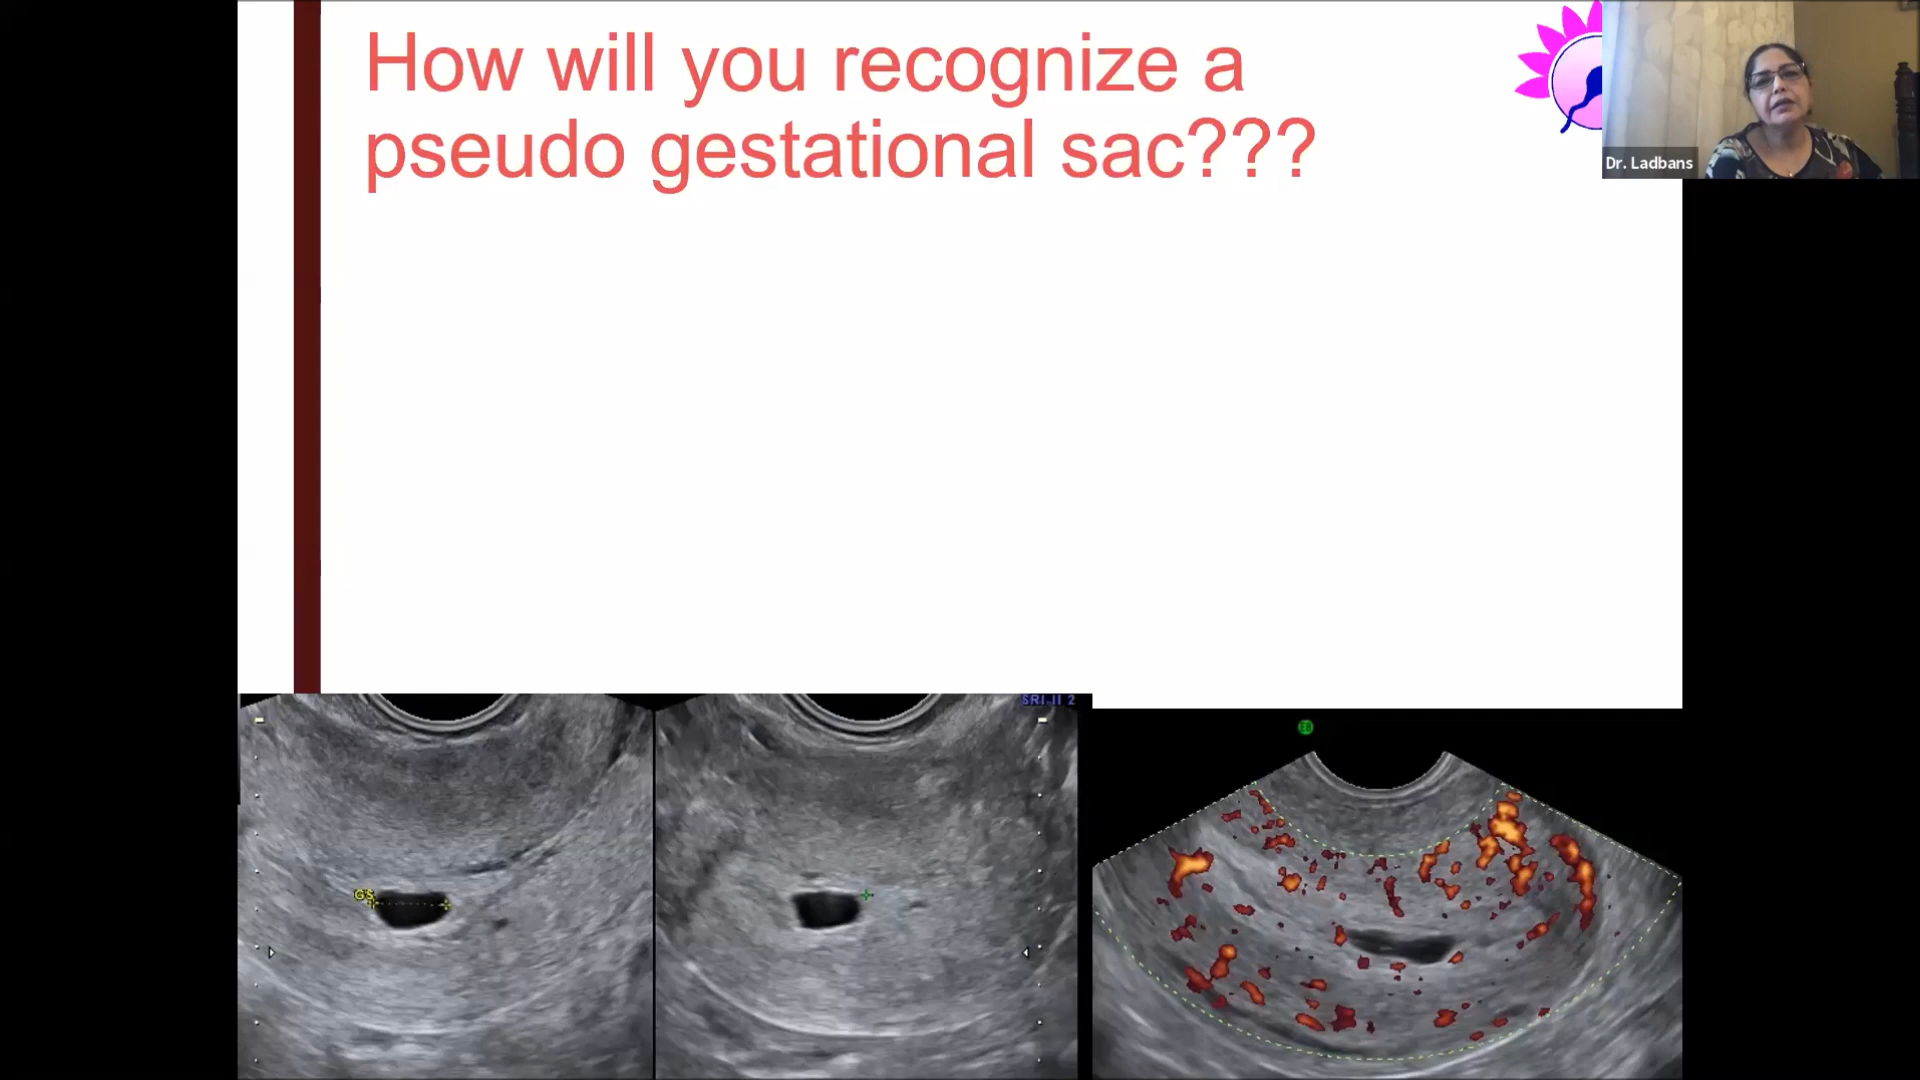 How will you recognize a
pseudo gestational sac???
Dr. Ladbans
SRI II 2
GS